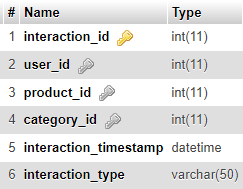 # Name Type
1 interaction_id int(11)
2 user_id int(11)
3 product_id int(11)
4 category_id int(11)
5 interaction_timestamp datetime
6 interaction_type varchar(50)